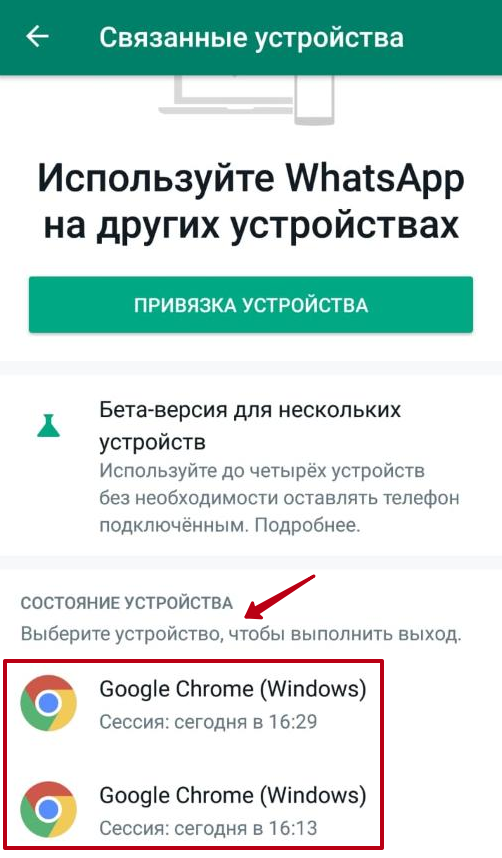 Связанные устройства
Используйте WhatsApp
на других устройствах
ПРИВЯЗКА УСТРОЙСТВА
Бета-версия для нескольких
устройств
Используйте до четырёх устройств
без необходимости оставлять телефон
подключённым. Подробнее.
СОСТОЯНИЕ УСТРОЙСТВА
Выберите устройство, чтобы выполнить выход.
Google Chrome (Windows)
Сессия: сегодня в 16:29
Google Chrome (Windows)
Сессия: сегодня в 16:13